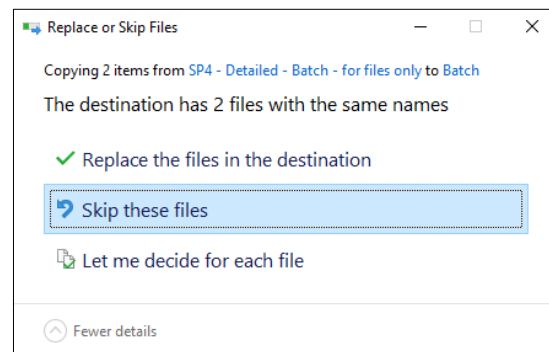 Replace or Skip Files
Copying 2 items from SP4 - Detailed - Batch - for files only to Batch
The destination has 2 files with the same names
Replace the files in the destination
Skip these files
Let me decide for each file
Fewer details